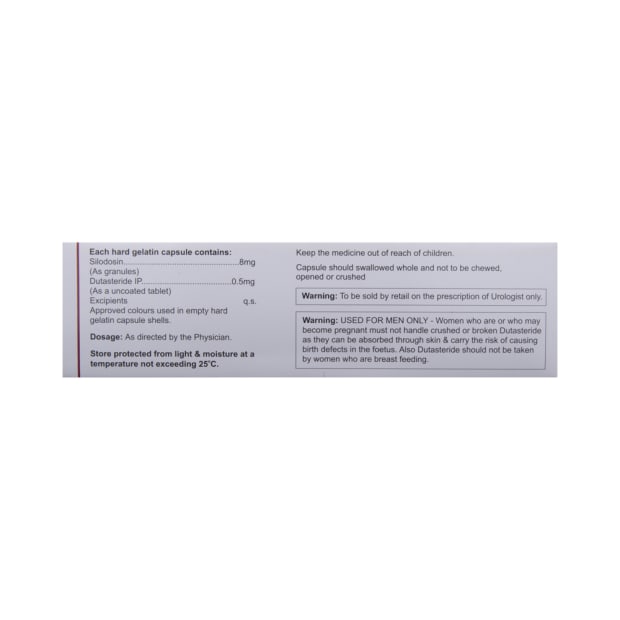 Each hard gelatin capsule contains:
Silodosin..................................................8mg
(As granules)
Dutasteride IP.......................................0.5mg
(As a uncoated tablet)
Excipients q.s.
Approved colours used in empty hard
gelatin capsule shells.
Dosage: As directed by the Physician.
Store protected from light & moisture at a
temperature not exceeding 25°C.
Keep the medicine out of reach of children.
Capsule should swallowed whole and not to be chewed,
opened or crushed
Warning: To be sold by retail on the prescription of Urologist only.
Warning: USED FOR MEN ONLY - Women who are or who may
become pregnant must not handle crushed or broken Dutasteride
as they can be absorbed through skin & carry the risk of causing
birth defects in the foetus. Also Dutasteride should not be taken
by women who are breast feeding.